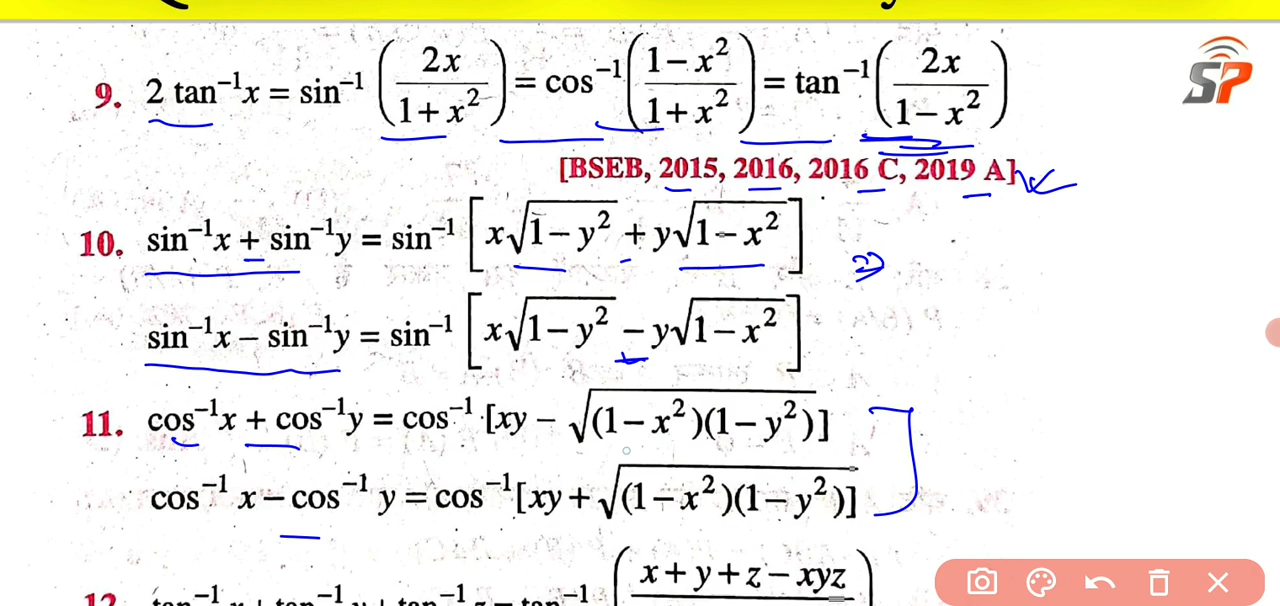 9. 2 tan⁻¹x = sin⁻¹ (2x / 1+x²) = cos⁻¹ (1−x² / 1+x²) = tan⁻¹ (2x / 1−x²)
SP
[BSEB, 2015, 2016, 2016 C, 2019 A]
10. sin⁻¹x + sin⁻¹y = sin⁻¹ [x√(1−y²) + y√(1−x²)]
sin⁻¹x − sin⁻¹y = sin⁻¹ [x√(1−y²) − y√(1−x²)]
11. cos⁻¹x + cos⁻¹y = cos⁻¹ [xy − √((1−x²)(1−y²))]
cos⁻¹ x − cos⁻¹ y = cos⁻¹ [xy + √((1−x²)(1−y²))]
x + y + z − xyz